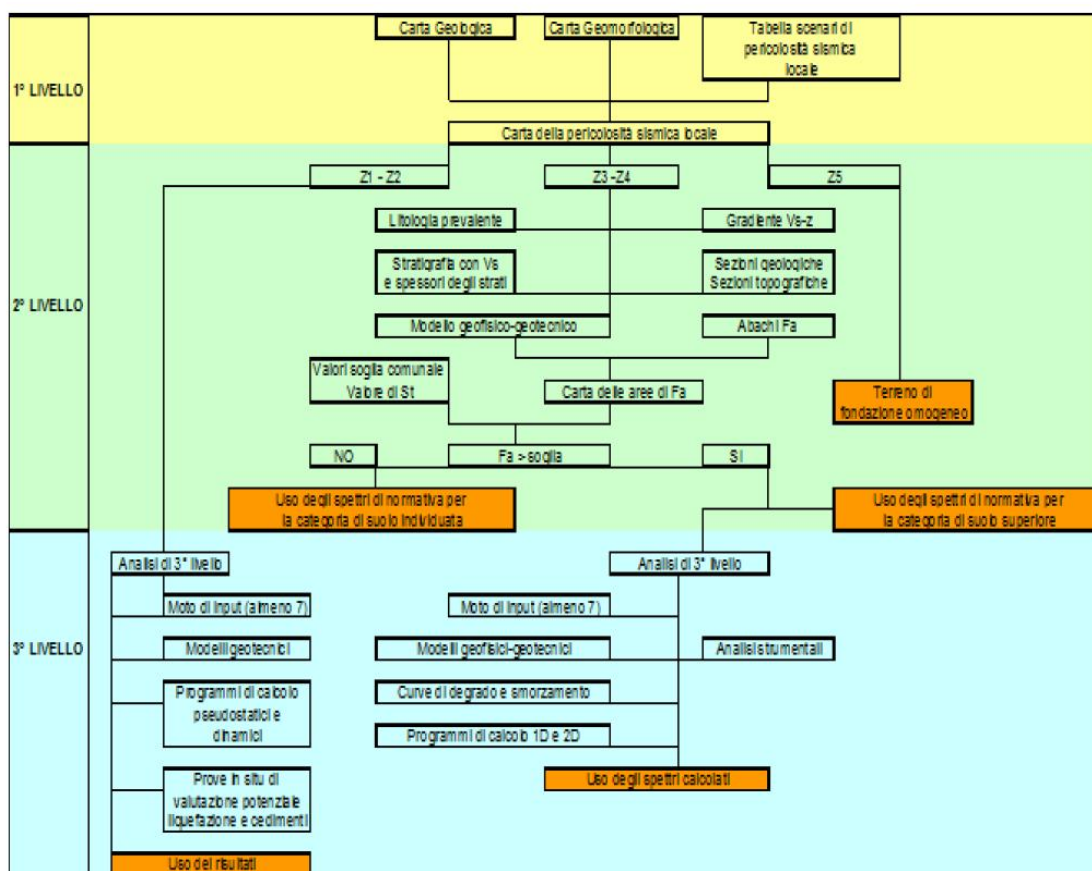 Carta Geologica
Carta Geomorfologica
Tabella scenari di
pericolosità sismica
locale
1° LIVELLO
Carta della pericolosità sismica locale
Z1 - Z2
Z3 -Z4
Z5
Litologia prevalente
Gradiente Vs-z
Stratigrafia con Vs
e spessori degli strati
Sezioni geologiche
Sezioni topografiche
2° LIVELLO
Modello geofisico-geotecnico
Abachi Fa
Valori soglia comunale
Valore di St
Carta delle aree di Fa
Terreno di
fondazione omogeneo
NO
Fa > soglia
SI
Uso degli spettri di normativa per
la categoria di suolo individuata
Uso degli spettri di normativa per
la categoria di suolo superiore
Analisi di 3° livello
Analisi di 3° livello
Moto di input (almeno 7)
Moto di input (almeno 7)
3° LIVELLO
Modelli geotecnici
Modelli geofisici-geotecnici
Analisi strumentali
Programmi di calcolo
pseudostatici e
dinamici
Curve di degrado e smorzamento
Programmi di calcolo 1D e 2D
Prove in situ di
valutazione potenziale
liquefazione e cedimenti
Uso degli spettri calcolati
Uso dei risultati